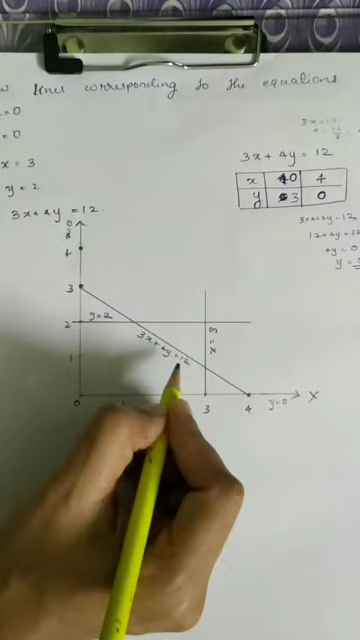 lines corresponding to the equations
=0
=0
x = 3
y = 2
3x+4y = 12
3x=12
3x + 4y = 12
x 0 4
y 3 0
3x+4y=12
12+4y=12
4y=0
y=0
4
3
2
y=2
3x+4y=12
x=3
1
0
3
4
y=0
X